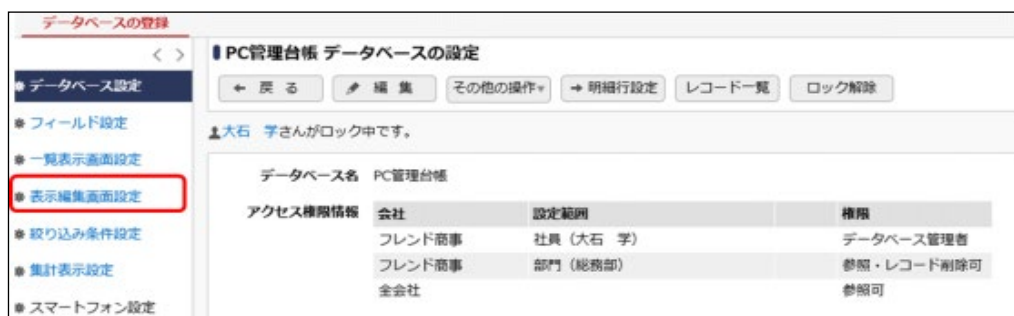 データベースの登録
< >
データベース設定
フィールド設定
一覧表示画面設定
表示編集画面設定
絞り込み条件設定
集計表示設定
スマートフォン設定
PC管理台帳 データベースの設定
← 戻 る 編 集 その他の操作▾ → 明細行設定 レコード一覧 ロック解除
大石 学さんがロック中です。
データベース名 PC管理台帳
アクセス権限情報 会社 設定範囲 権限
フレンド商事 社員（大石 学） データベース管理者
フレンド商事 部門（総務部） 参照・レコード削除可
全会社 参照可